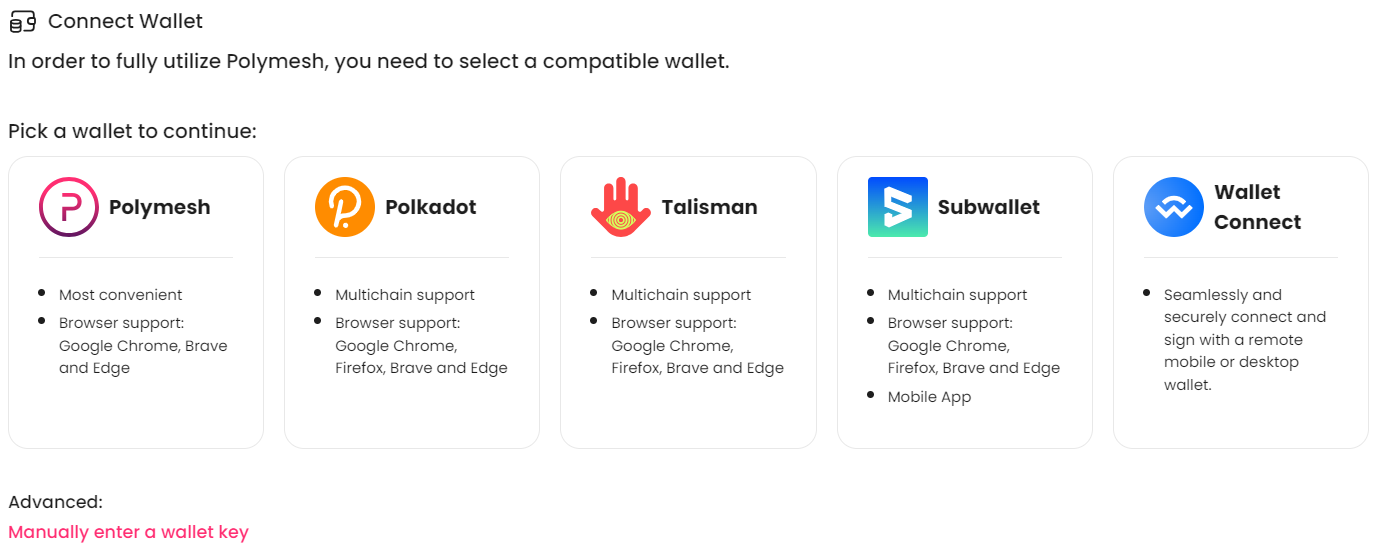 Connect Wallet
In order to fully utilize Polymesh, you need to select a compatible wallet.
Pick a wallet to continue:
Polymesh
Most convenient
Browser support:
Google Chrome, Brave
and Edge
Polkadot
Multichain support
Browser support:
Google Chrome,
Firefox, Brave and Edge
Talisman
Multichain support
Browser support:
Google Chrome,
Firefox, Brave and Edge
Subwallet
Multichain support
Browser support:
Google Chrome,
Firefox, Brave and Edge
Mobile App
Wallet
Connect
Seamlessly and
securely connect and
sign with a remote
mobile or desktop
wallet.
Advanced:
Manually enter a wallet key